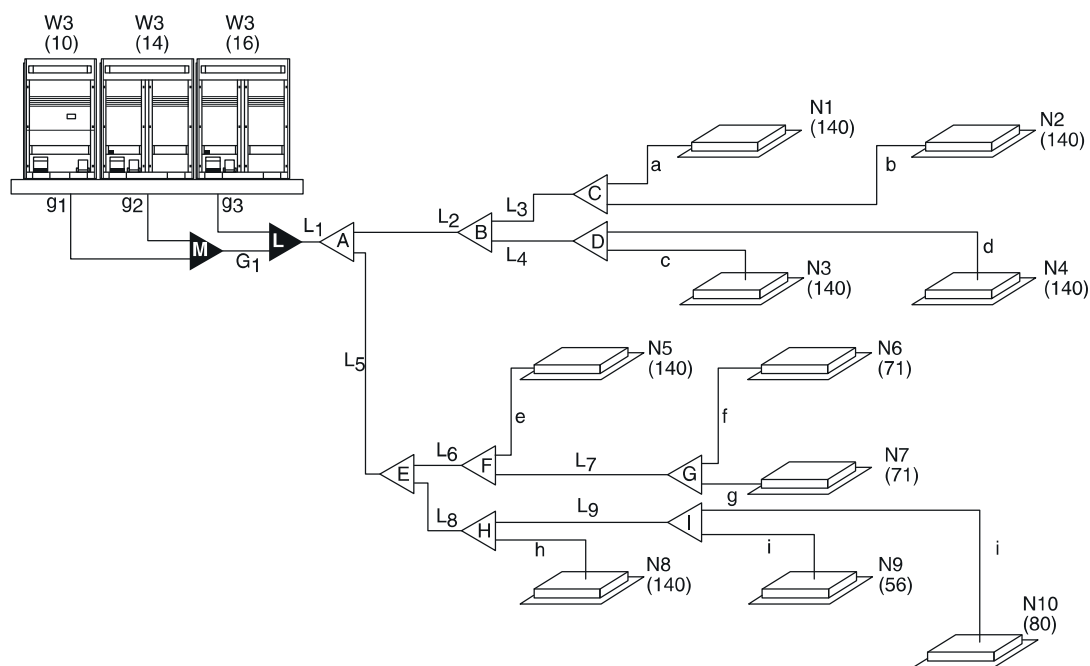 W3
(10)
W3
(14)
W3
(16)
N1
(140)
N2
(140)
a
b
g1
g2
g3
M
G1
L
L1
A
L2
B
L3
C
L4
D
c
d
N3
(140)
N4
(140)
L5
N5
(140)
N6
(71)
e
f
L6
F
L7
G
N7
(71)
g
E
L8
H
L9
I
h
i
i
N8
(140)
N9
(56)
N10
(80)